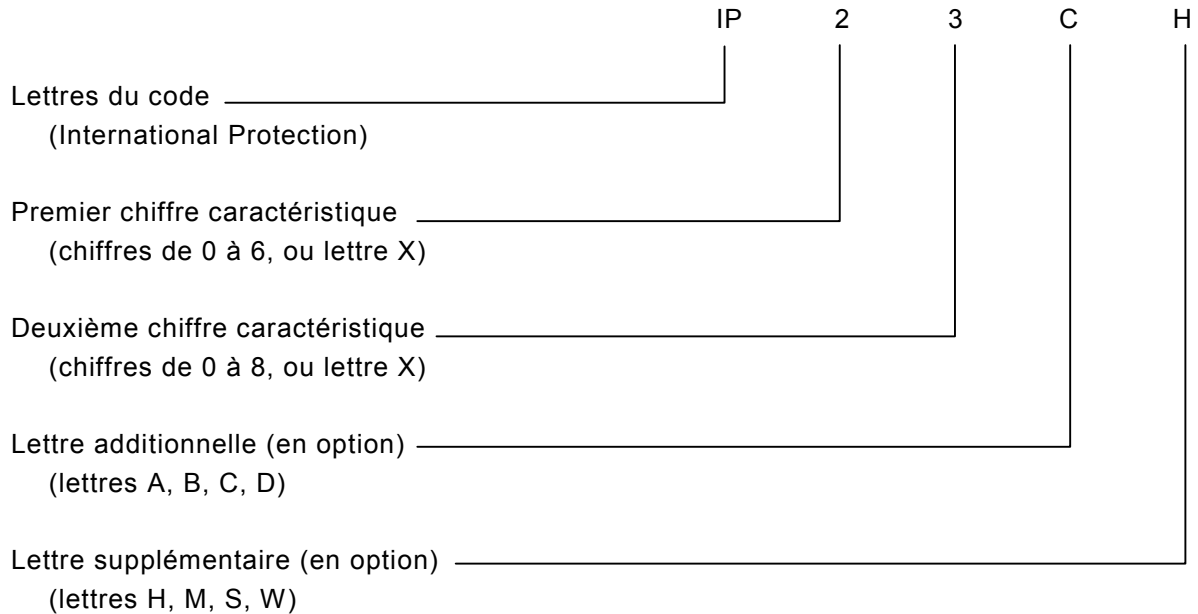 IP 2 3 C H
Lettres du code
(International Protection)
Premier chiffre caractéristique
(chiffres de 0 à 6, ou lettre X)
Deuxième chiffre caractéristique
(chiffres de 0 à 8, ou lettre X)
Lettre additionnelle (en option)
(lettres A, B, C, D)
Lettre supplémentaire (en option)
(lettres H, M, S, W)